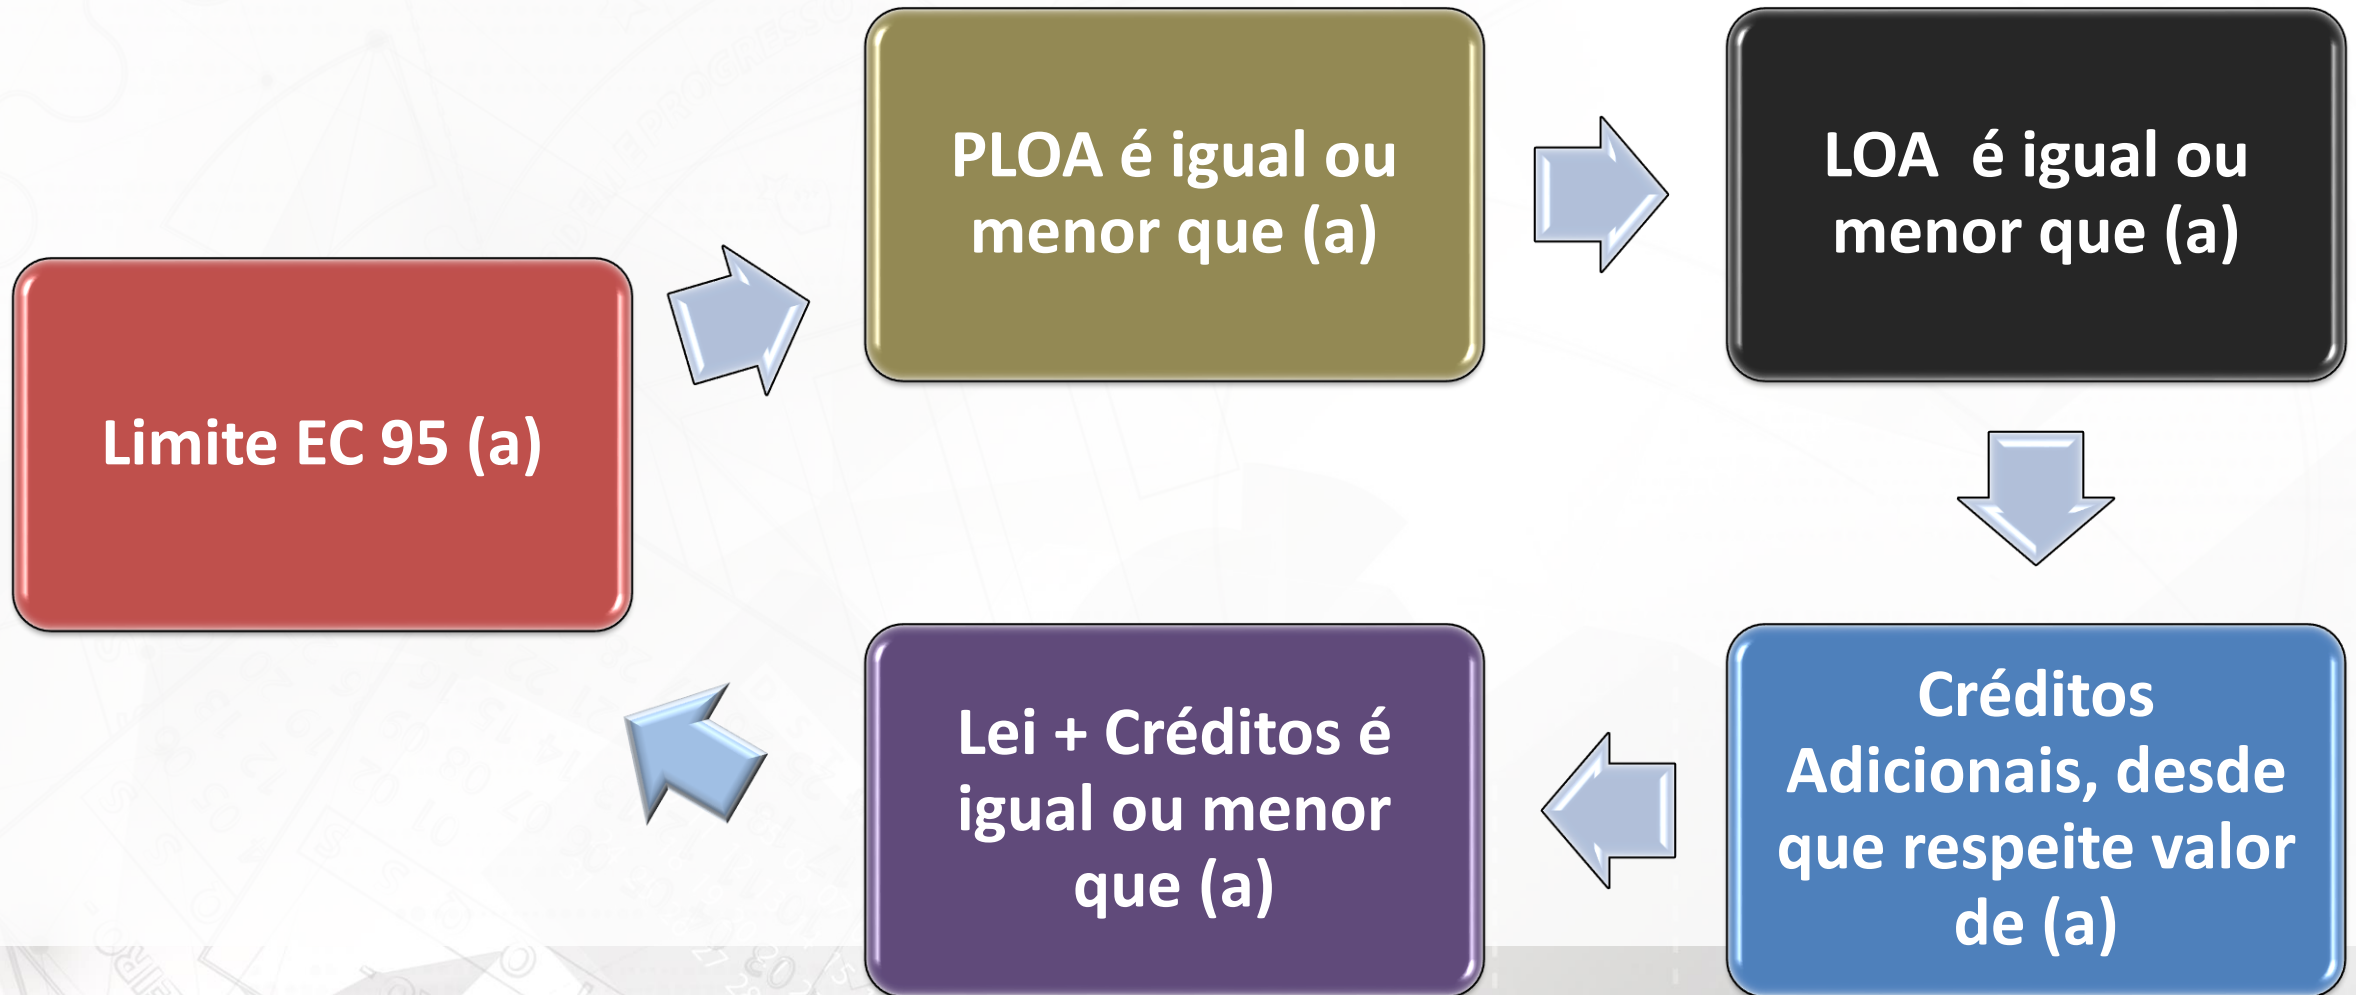 Limite EC 95 (a)
PLOA é igual ou
menor que (a)
LOA é igual ou
menor que (a)
Créditos
Adicionais, desde
que respeite valor
de (a)
Lei + Créditos é
igual ou menor
que (a)